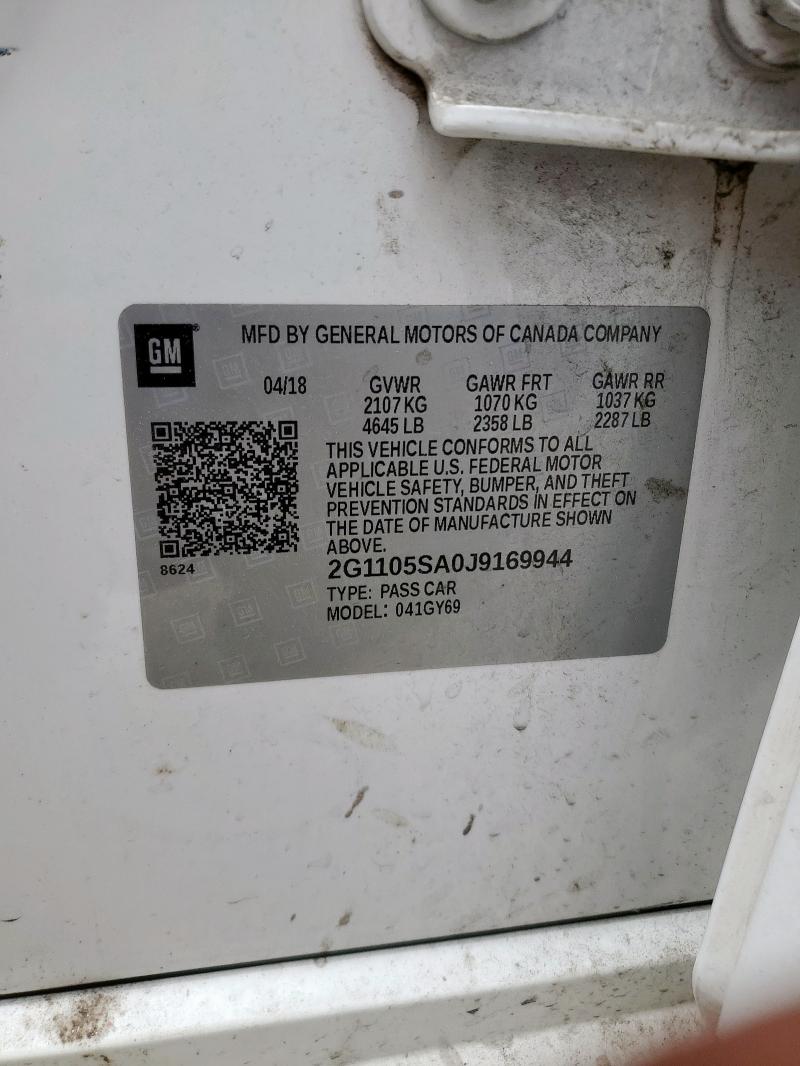 GM
MFD BY GENERAL MOTORS OF CANADA COMPANY
04/18 GVWR GAWR FRT GAWR RR
2107 KG 1070 KG 1037 KG
4645 LB 2358 LB 2287 LB
THIS VEHICLE CONFORMS TO ALL
APPLICABLE U.S. FEDERAL MOTOR
VEHICLE SAFETY, BUMPER, AND THEFT
PREVENTION STANDARDS IN EFFECT ON
THE DATE OF MANUFACTURE SHOWN
ABOVE.
8624
2G1105SA0J9169944
TYPE: PASS CAR
MODEL: 041GY69